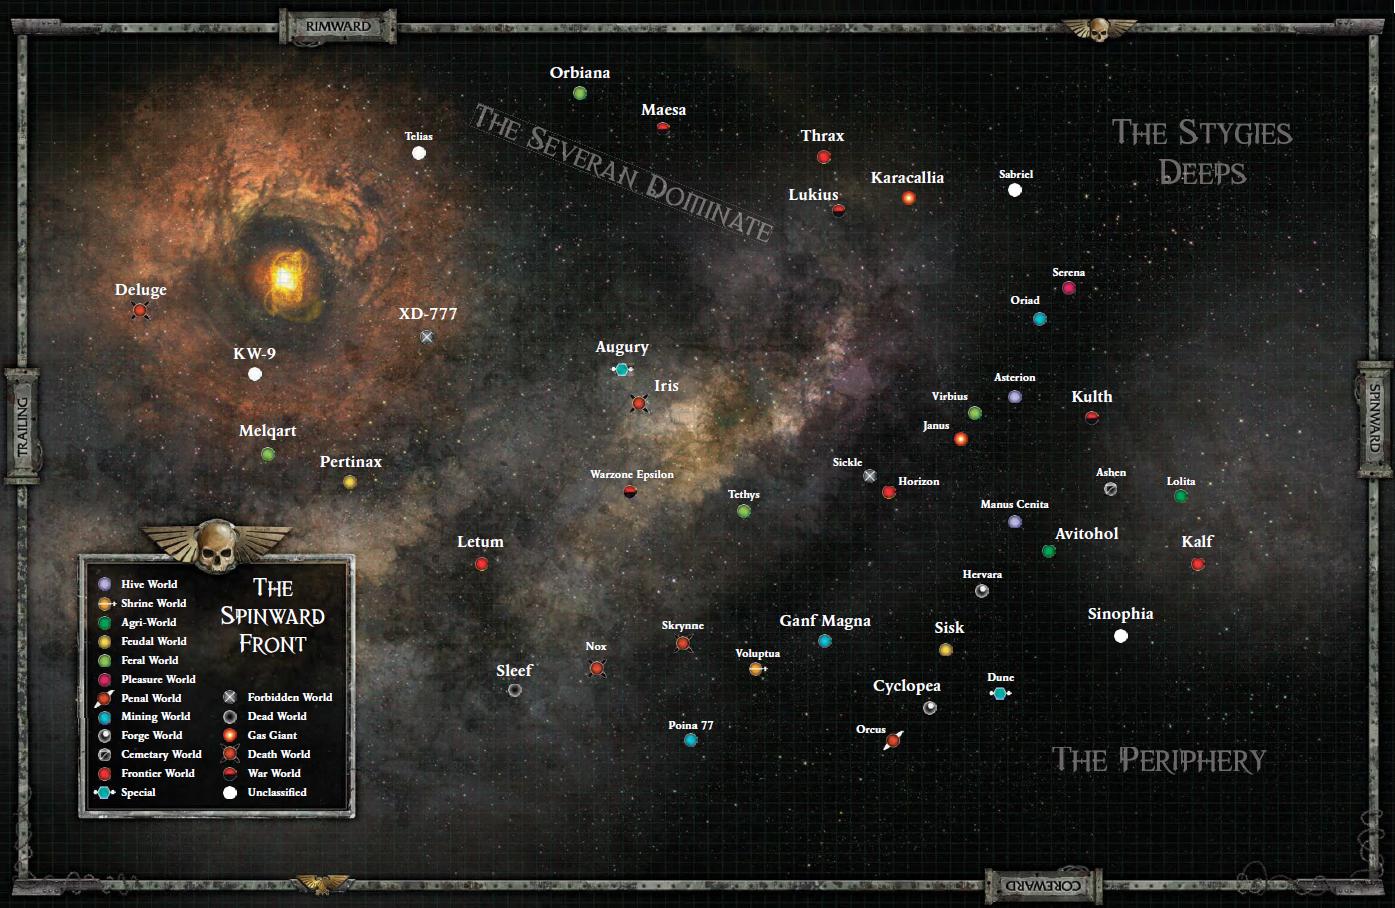 RIMWARD
Orbiana
Maesa
THE STYGIES
DEEPS
Telias
THE SEVERAN DOMINATE
Thrax
Karacallia
Sabriel
Lukius
Serena
Deluge
Oriad
XD-777
KW-9
Augury
Iris
Asterion
Virbius
Kulth
Janus
TRAILING
SPINWARD
Melqart
Pertinax
Sickle
Warzone Epsilon
Horizon
Ashen
Lolita
Tethys
Manus Cenita
Avitohol
Letum
Kalf
Hervara
Sinophia
Ganf Magna
Sisk
Skrynne
Nox
Voluptua
Sleef
Dune
Cyclopea
Poina 77
Orcus
THE PERIPHERY
THE
SPINWARD
FRONT
Hive World
Shrine World
Agri-World
Feudal World
Feral World
Pleasure World
Penal World
Mining World
Forge World
Cemetary World
Frontier World
Special
Forbidden World
Dead World
Gas Giant
Death World
War World
Unclassified
COREWARD